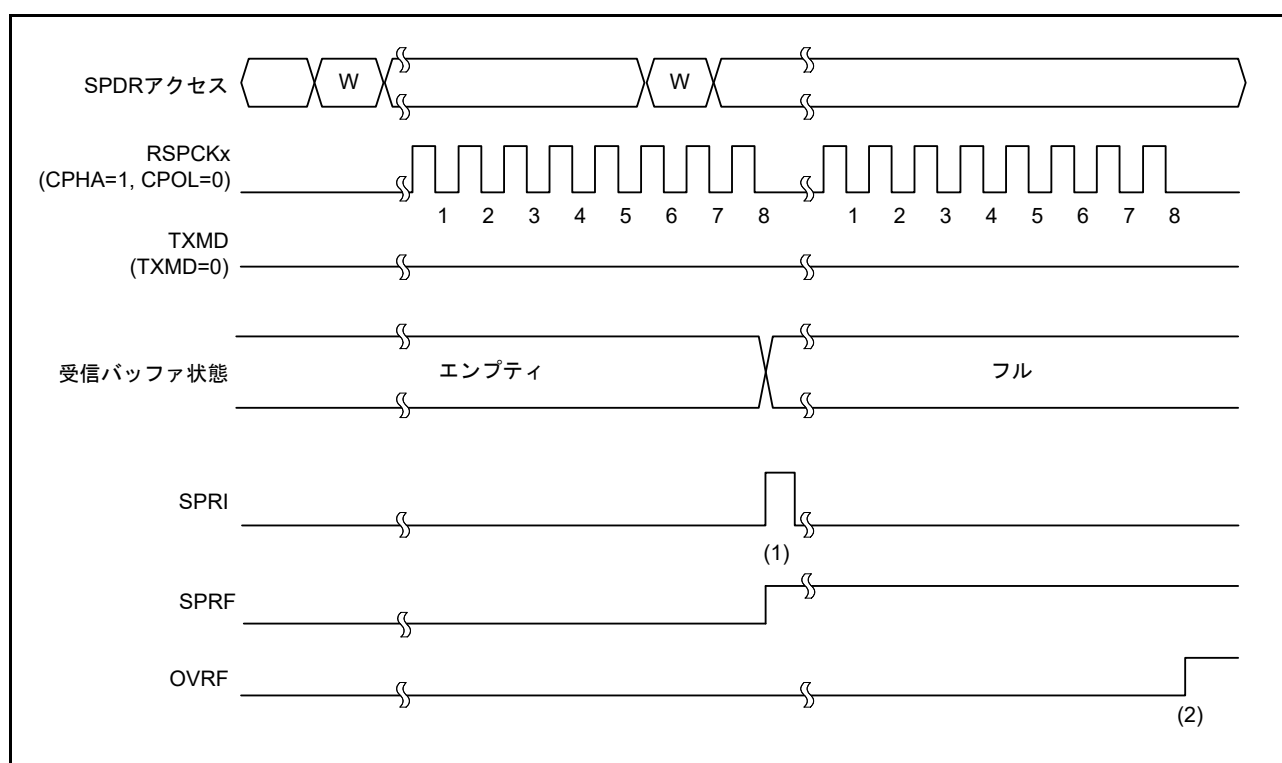 SPDRアクセス
W
W
RSPCKx
(CPHA=1, CPOL=0)
1 2 3 4 5 6 7 8 1 2 3 4 5 6 7 8
TXMD
(TXMD=0)
受信バッファ状態
エンプティ
フル
SPRI
(1)
SPRF
OVRF
(2)